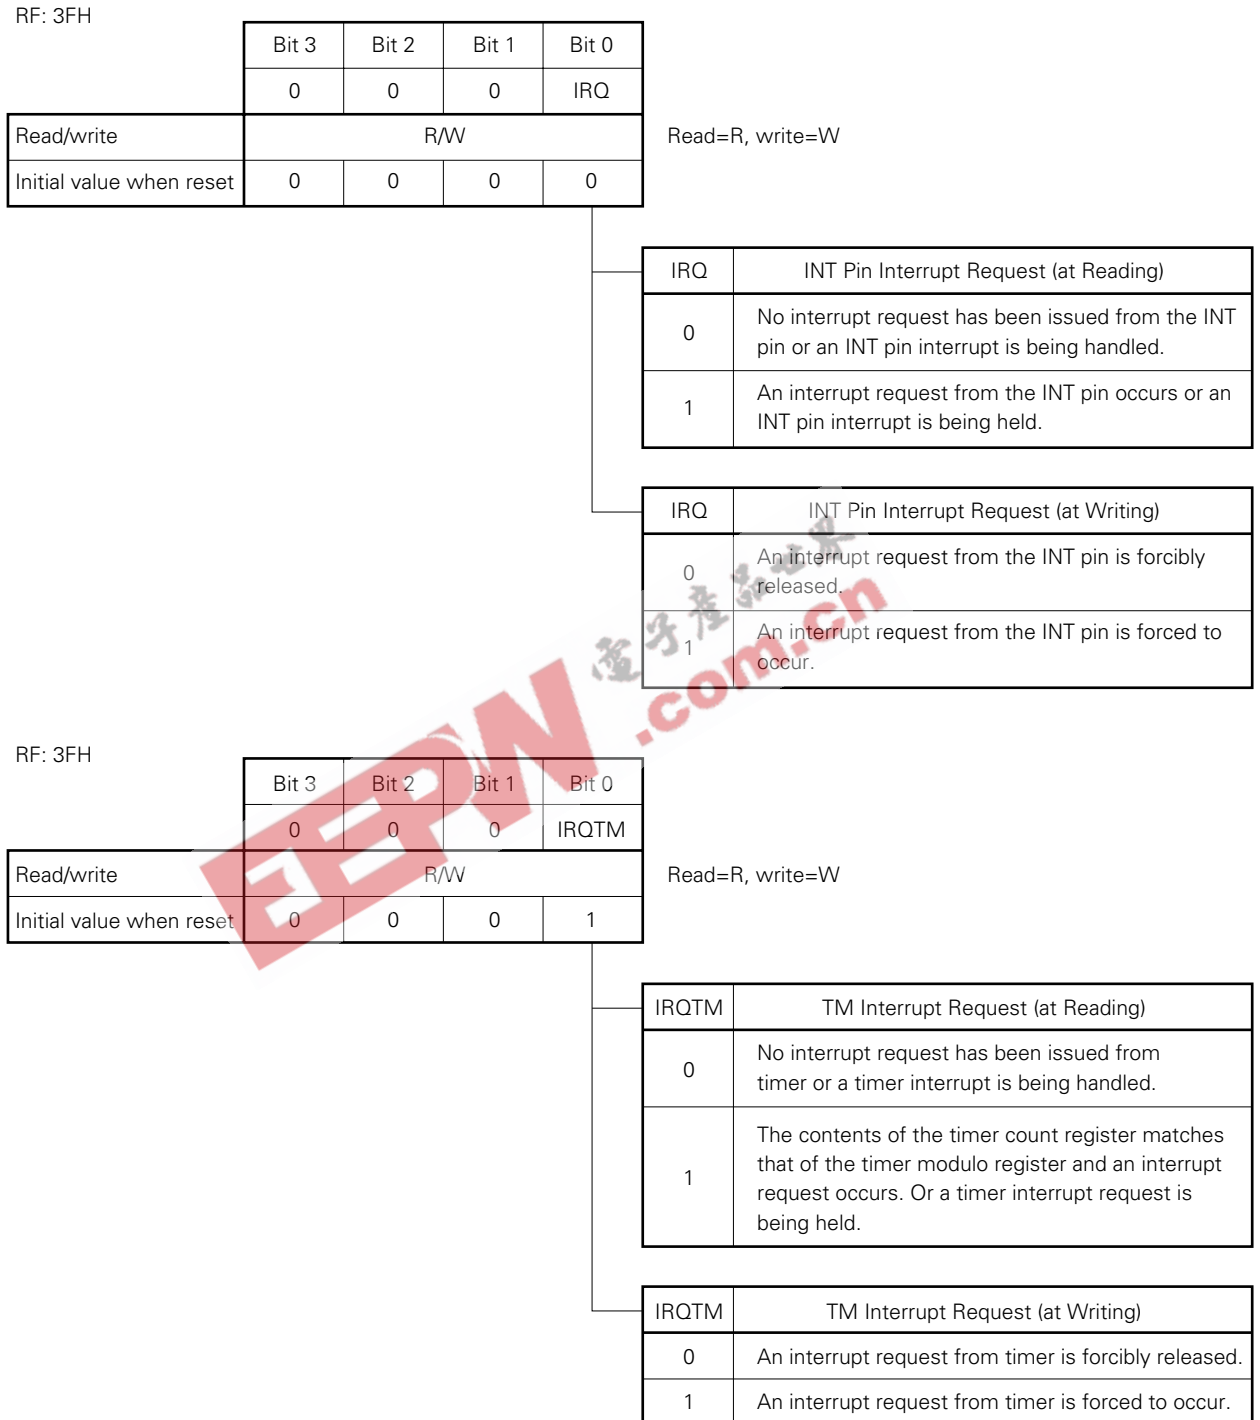 RF: 3FH
Bit 3 Bit 2 Bit 1 Bit 0
0 0 0 IRQ
Read/write R/W Read=R, write=W
Initial value when reset 0 0 0 0
IRQ INT Pin Interrupt Request (at Reading)
0 No interrupt request has been issued from the INT
pin or an INT pin interrupt is being handled.
1 An interrupt request from the INT pin occurs or an
INT pin interrupt is being held.
IRQ INT Pin Interrupt Request (at Writing)
0 An interrupt request from the INT pin is forcibly
released.
1 An interrupt request from the INT pin is forced to
occur.
EEPW 電子產品世界
.com.cn
RF: 3FH
Bit 3 Bit 2 Bit 1 Bit 0
0 0 0 IRQTM
Read/write R/W Read=R, write=W
Initial value when reset 0 0 0 1
IRQTM TM Interrupt Request (at Reading)
0 No interrupt request has been issued from
timer or a timer interrupt is being handled.
1 The contents of the timer count register matches
that of the timer modulo register and an interrupt
request occurs. Or a timer interrupt request is
being held.
IRQTM TM Interrupt Request (at Writing)
0 An interrupt request from timer is forcibly released.
1 An interrupt request from timer is forced to occur.